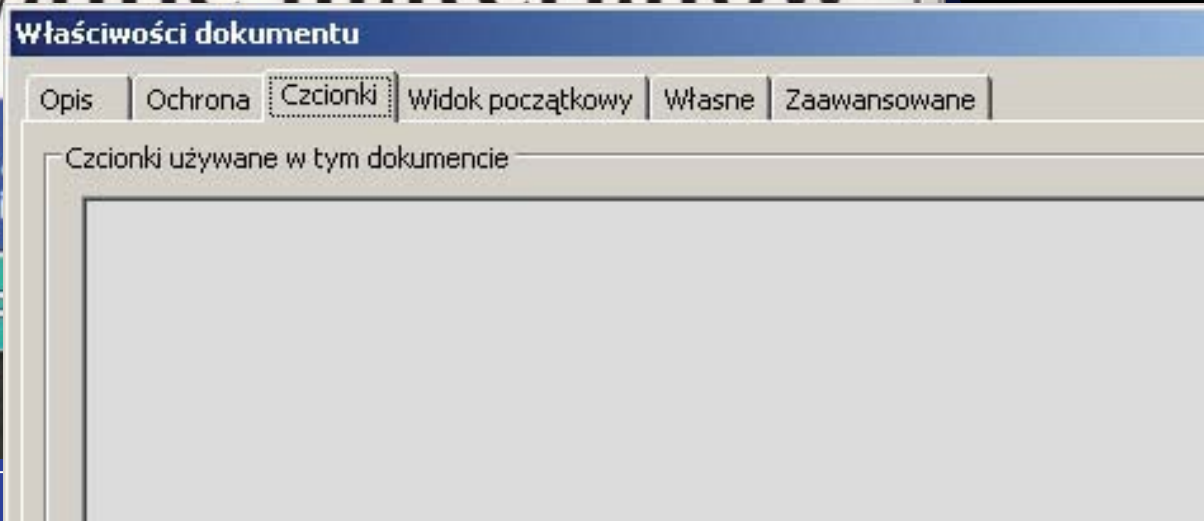 Właściwości dokumentu
Opis Ochrona Czcionki Widok początkowy Własne Zaawansowane
Czcionki używane w tym dokumencie